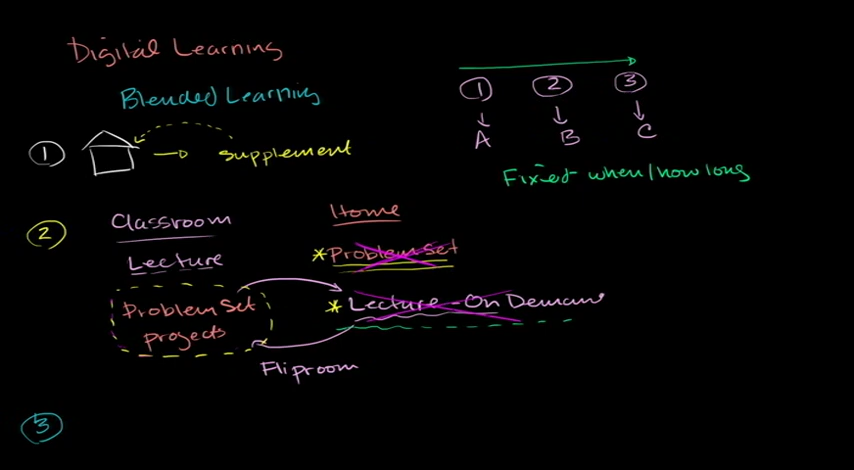 Digital Learning
Blended Learning
1 2 3
A B C
1 supplement
Fixed when/how long
2 Classroom Home
Lecture *Problem Set
Problem Set *Lecture - On Demand
projects
Fliproom
3